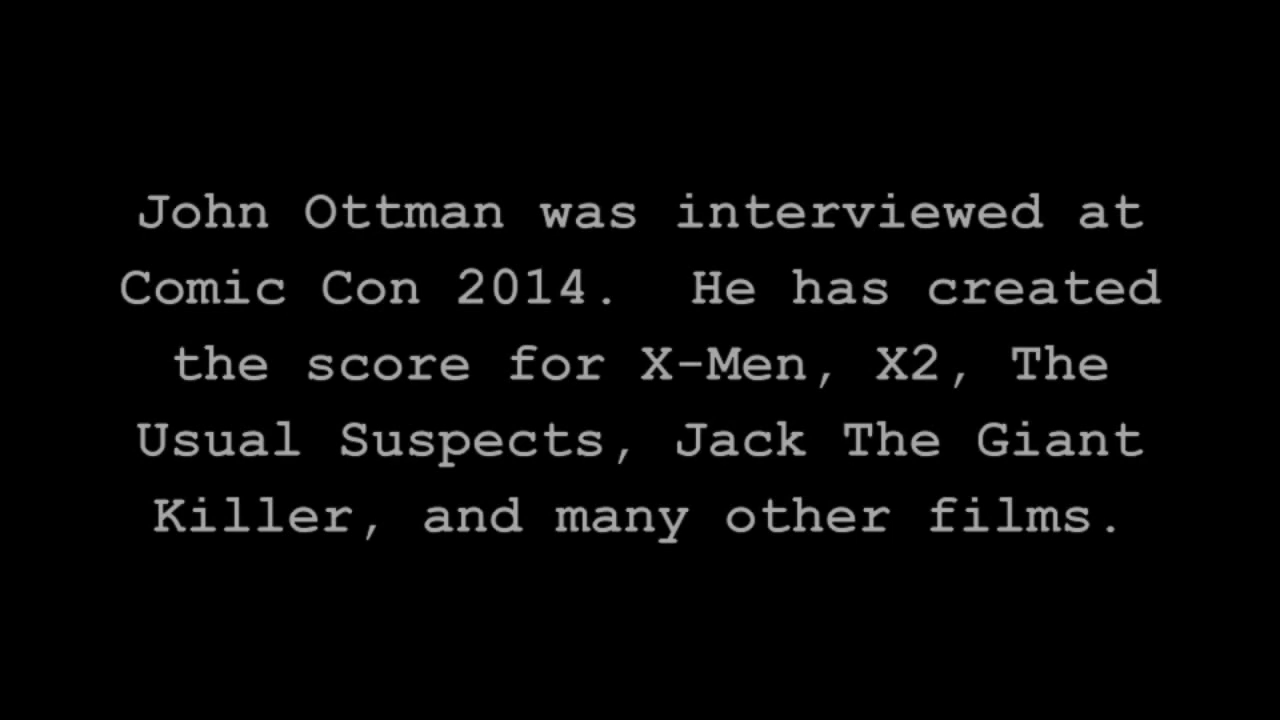 John Ottman was interviewed at
Comic Con 2014.  He has created
the score for X-Men, X2, The
Usual Suspects, Jack The Giant
Killer, and many other films.